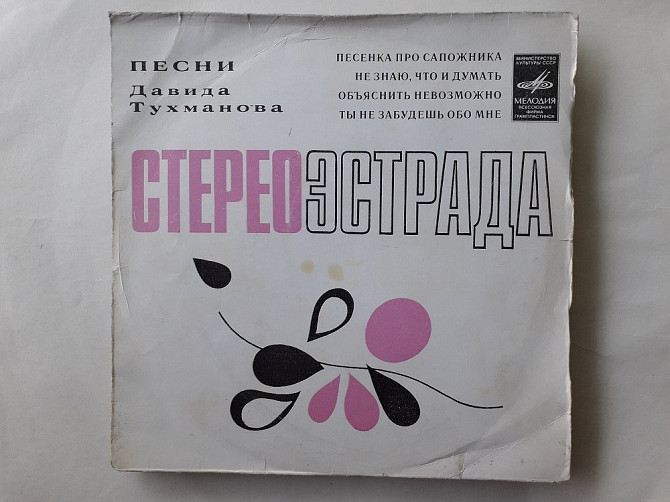 ПЕСНИ
Давида
Тухманова
ПЕСЕНКА ПРО САПОЖНИКА
НЕ ЗНАЮ, ЧТО И ДУМАТЬ
ОБЪЯСНИТЬ НЕВОЗМОЖНО
ТЫ НЕ ЗАБУДЕШЬ ОБО МНЕ
МИНИСТЕРСТВО
КУЛЬТУРЫ СССР
МЕЛОДИЯ
ВСЕСОЮЗНАЯ
ФИРМА
ГРАМПЛАСТИНОК
СТЕРЕОЭСТРАДА